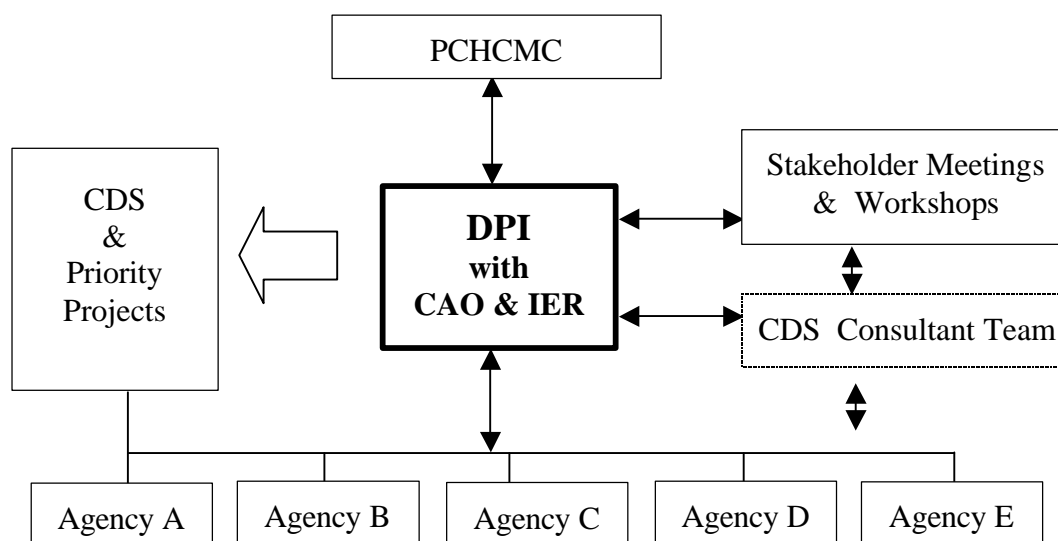 PCHCMC
CDS
&
Priority
Projects
DPI
with
CAO & IER
Stakeholder Meetings
& Workshops
CDS Consultant Team
Agency A
Agency B
Agency C
Agency D
Agency E